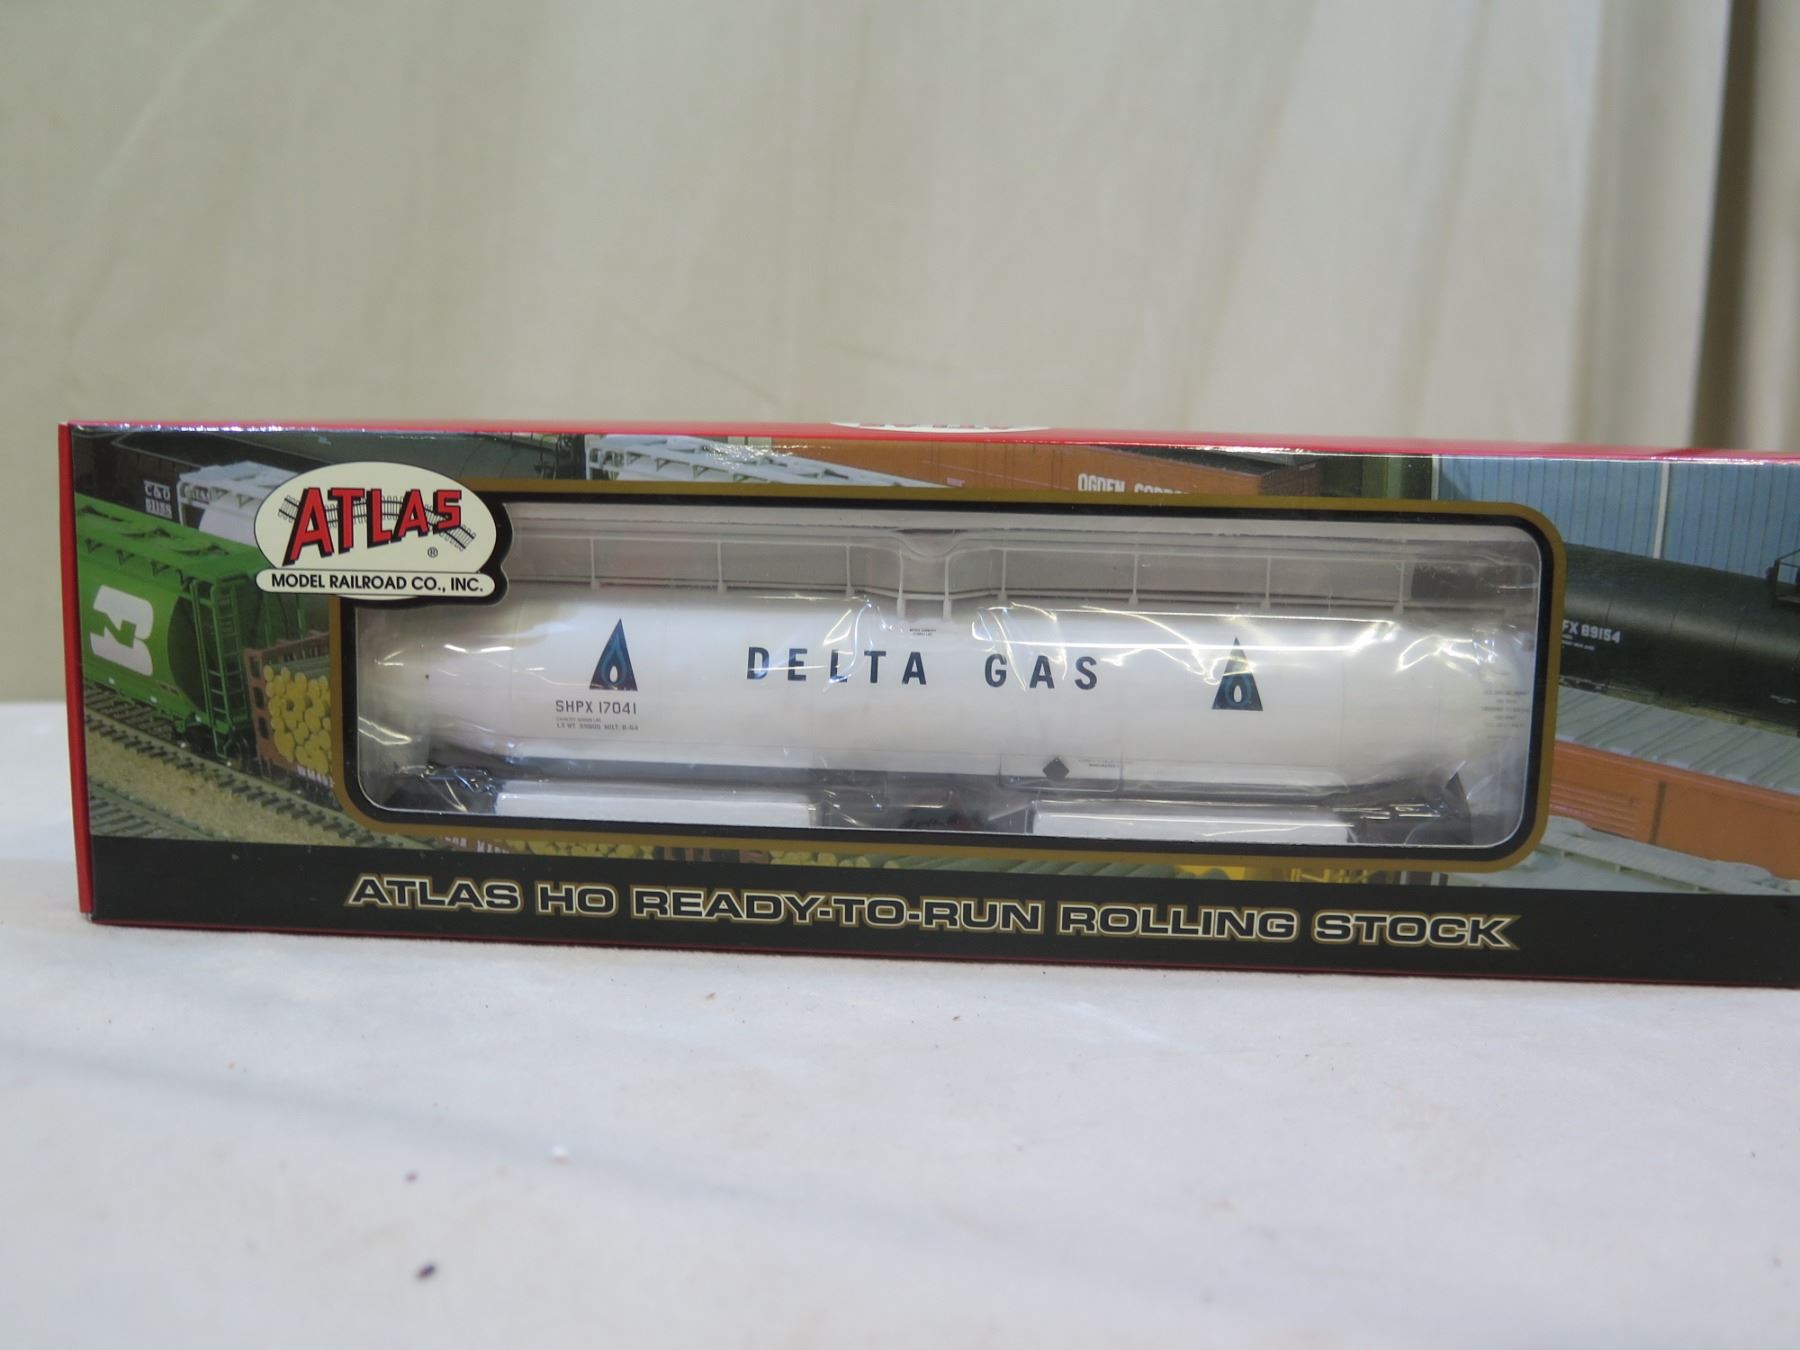 C&O
OGDEN
ATLAS
®
MODEL RAILROAD CO., INC.
FX 89154
DELTA GAS
SHPX 17041
ATLAS HO READY-TO-RUN ROLLING STOCK